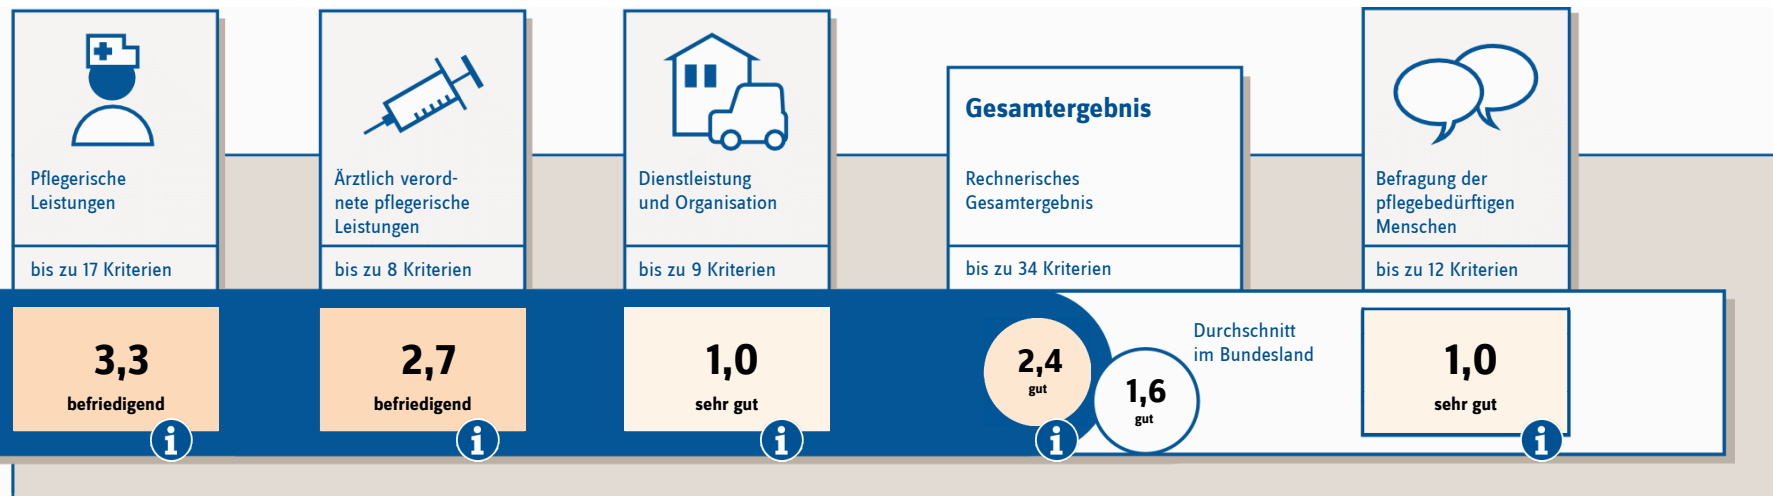 Pflegerische
Leistungen
bis zu 17 Kriterien
3,3
befriedigend
i
Ärztlich verord-
nete pflegerische
Leistungen
bis zu 8 Kriterien
2,7
befriedigend
i
Dienstleistung
und Organisation
bis zu 9 Kriterien
1,0
sehr gut
i
Gesamtergebnis
Rechnerisches
Gesamtergebnis
bis zu 34 Kriterien
2,4
gut
i
1,6
gut
Durchschnitt
im Bundesland
Befragung der
pflegebedürftigen
Menschen
bis zu 12 Kriterien
1,0
sehr gut
i